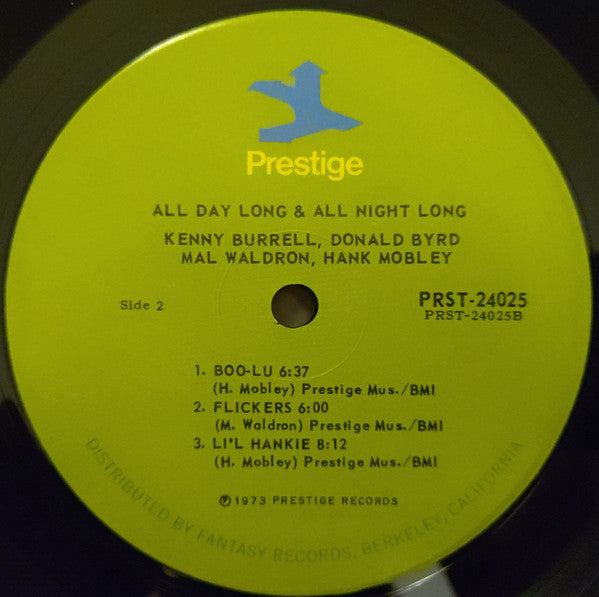 Prestige
ALL DAY LONG & ALL NIGHT LONG
KENNY BURRELL, DONALD BYRD
MAL WALDRON, HANK MOBLEY
Side 2
PRST-24025
PRST-24025B
1. BOO-LU 6:37
(H. Mobley) Prestige Mus./BMI
2. FLICKERS 6:00
(M. Waldron) Prestige Mus./BMI
3. LI'L HANKIE 8:12
(H. Mobley) Prestige Mus./BMI
℗1973 PRESTIGE RECORDS
DISTRIBUTED BY FANTASY RECORDS, BERKELEY, CALIFORNIA